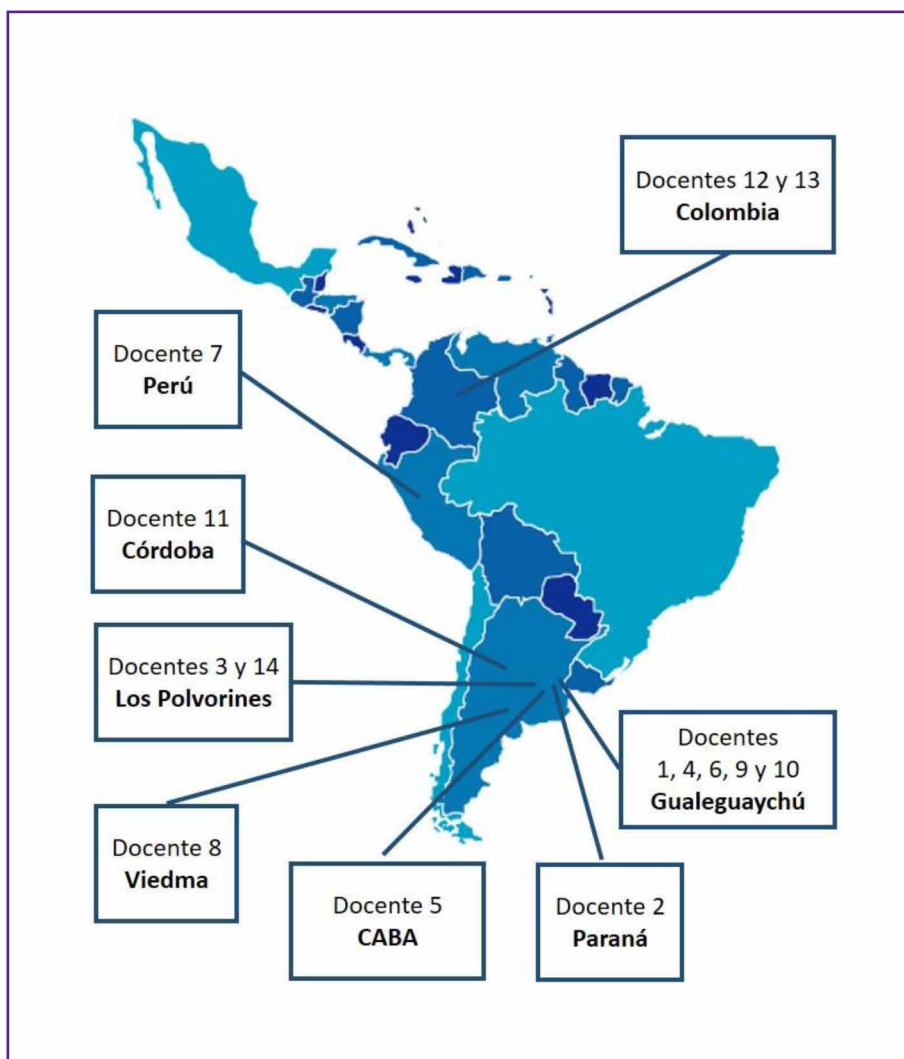 Docentes 12 y 13
Colombia
Docente 7
Perú
Docente 11
Córdoba
Docentes 3 y 14
Los Polvorines
Docentes
1, 4, 6, 9 y 10
Gualeguaychú
Docente 8
Viedma
Docente 5
CABA
Docente 2
Paraná